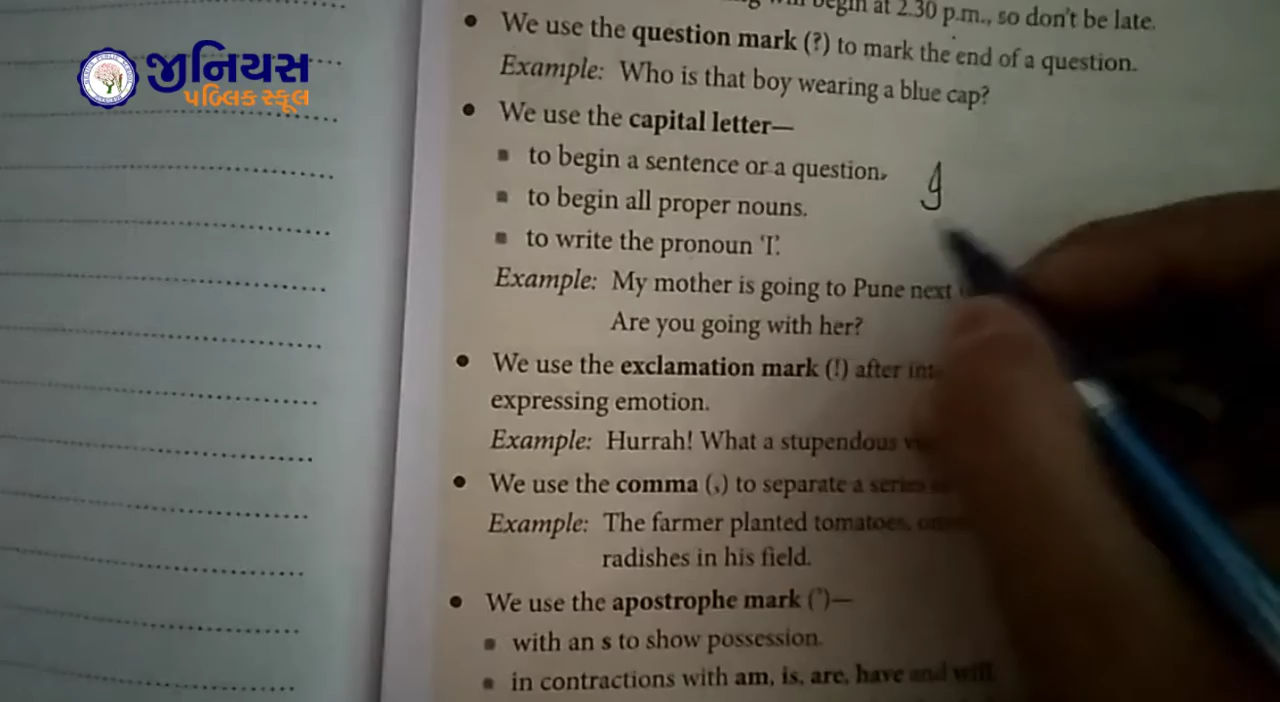 જીનિયસ
પબ્લિક સ્કૂલ
will begin at 2.30 p.m., so don't be late.
• We use the question mark (?) to mark the end of a question.
Example: Who is that boy wearing a blue cap?
• We use the capital letter—
▪ to begin a sentence or a question.
▪ to begin all proper nouns.
▪ to write the pronoun 'I'.
Example: My mother is going to Pune next
Are you going with her?
• We use the exclamation mark (!) after
expressing emotion.
Example: Hurrah! What a stupendous
• We use the comma (,) to separate a series
Example: The farmer planted tomatoes,
radishes in his field.
• We use the apostrophe mark (')—
▪ with an s to show possession.
▪ in contractions with am, is, are, have and will.